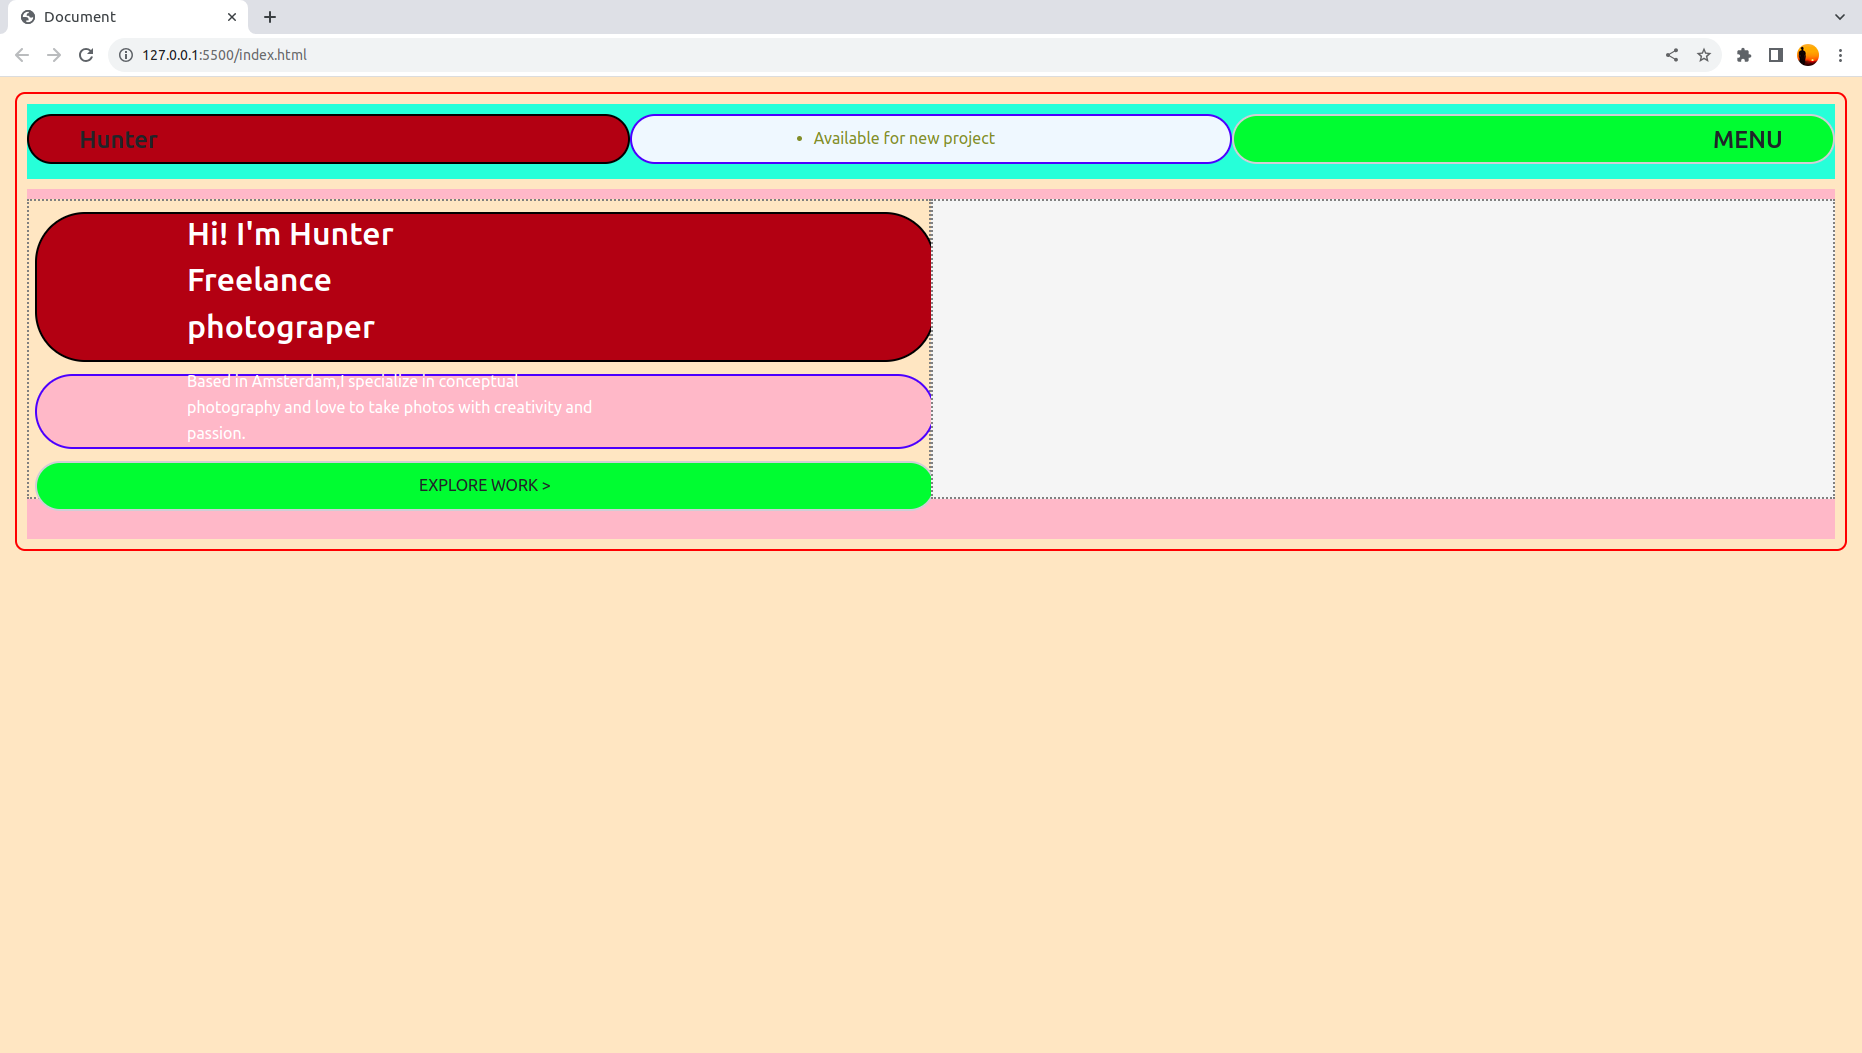 Document
127.0.0.1:5500/index.html
Hunter
Available for new project
MENU
Hi! I'm Hunter
Freelance
photograper
Based in Amsterdam,I specialize in conceptual
photography and love to take photos with creativity and
passion.
EXPLORE WORK >